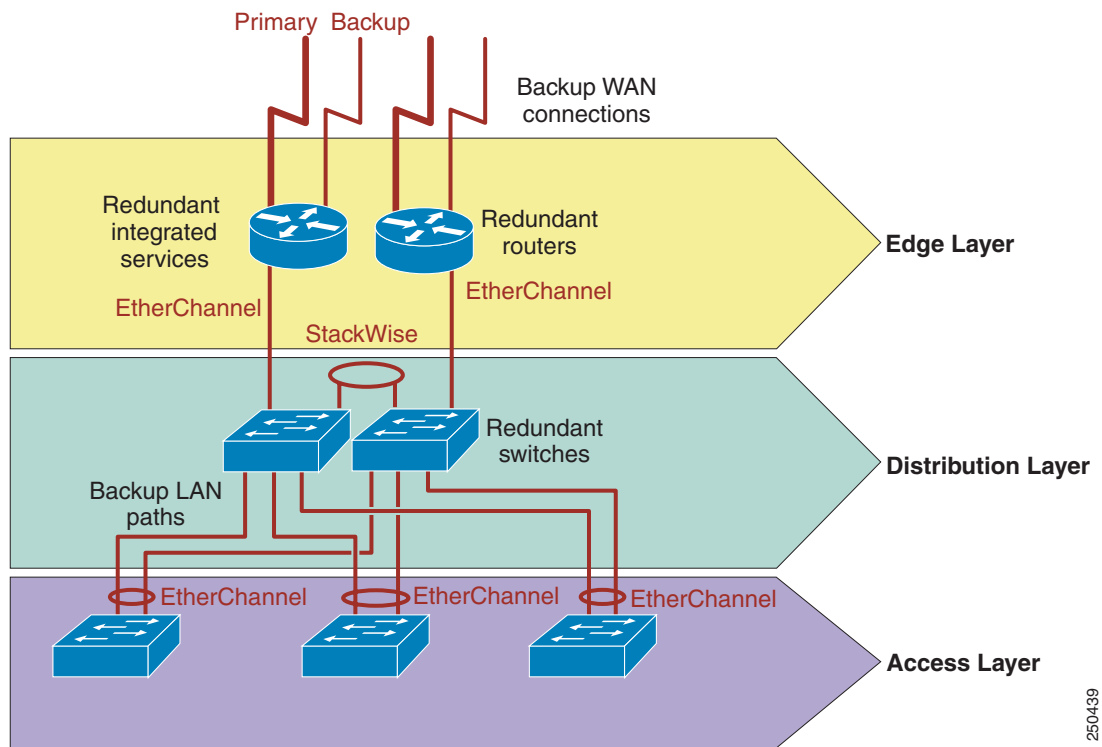 Primary Backup
Backup WAN
connections
Redundant
integrated
services
Redundant
routers
Edge Layer
EtherChannel
EtherChannel
StackWise
Redundant
switches
Distribution Layer
Backup LAN
paths
EtherChannel
EtherChannel
EtherChannel
Access Layer
250439